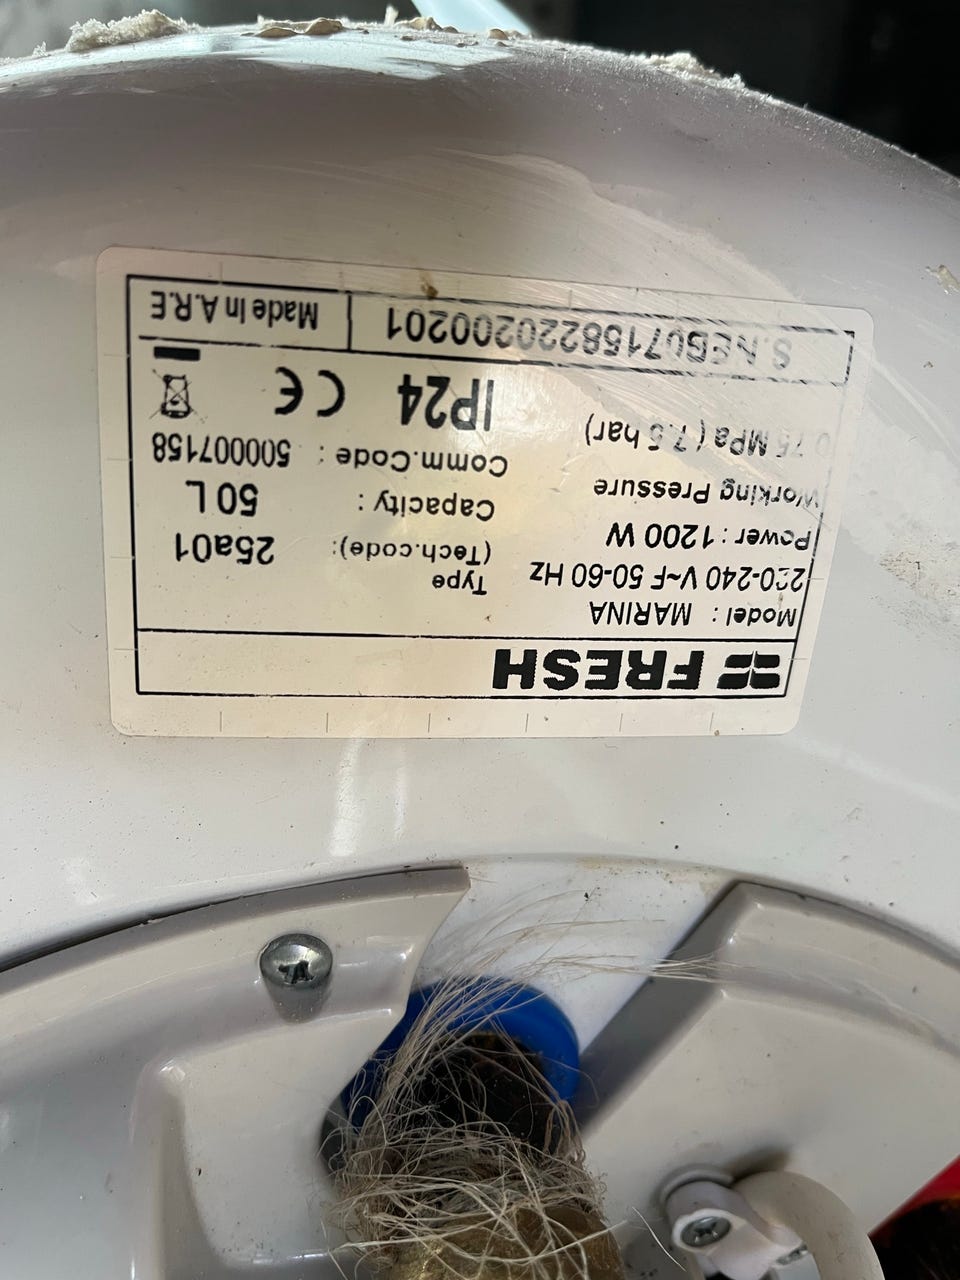 FRESH
Model : MARINA
220-240 V~F 50-60 Hz
Power : 1200 W
Working Pressure
0.75 MPa ( 7.5 bar)
Type
(Tech.code): 25a01
Capacity : 50 L
Comm.Code : 500007158
IP24 CE
Made In A.R.E